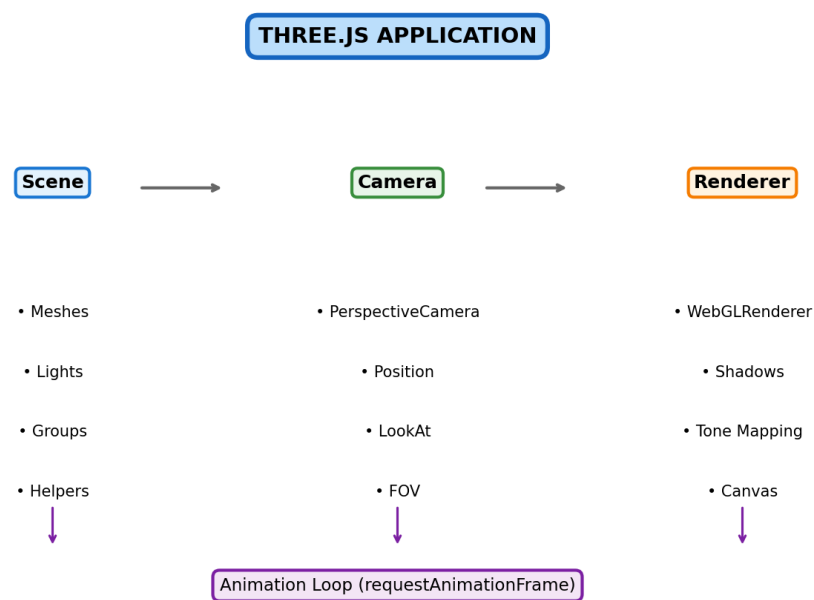 THREE.JS APPLICATION
Scene
Camera
Renderer
• Meshes
• PerspectiveCamera
• WebGLRenderer
• Lights
• Position
• Shadows
• Groups
• LookAt
• Tone Mapping
• Helpers
• FOV
• Canvas
Animation Loop (requestAnimationFrame)